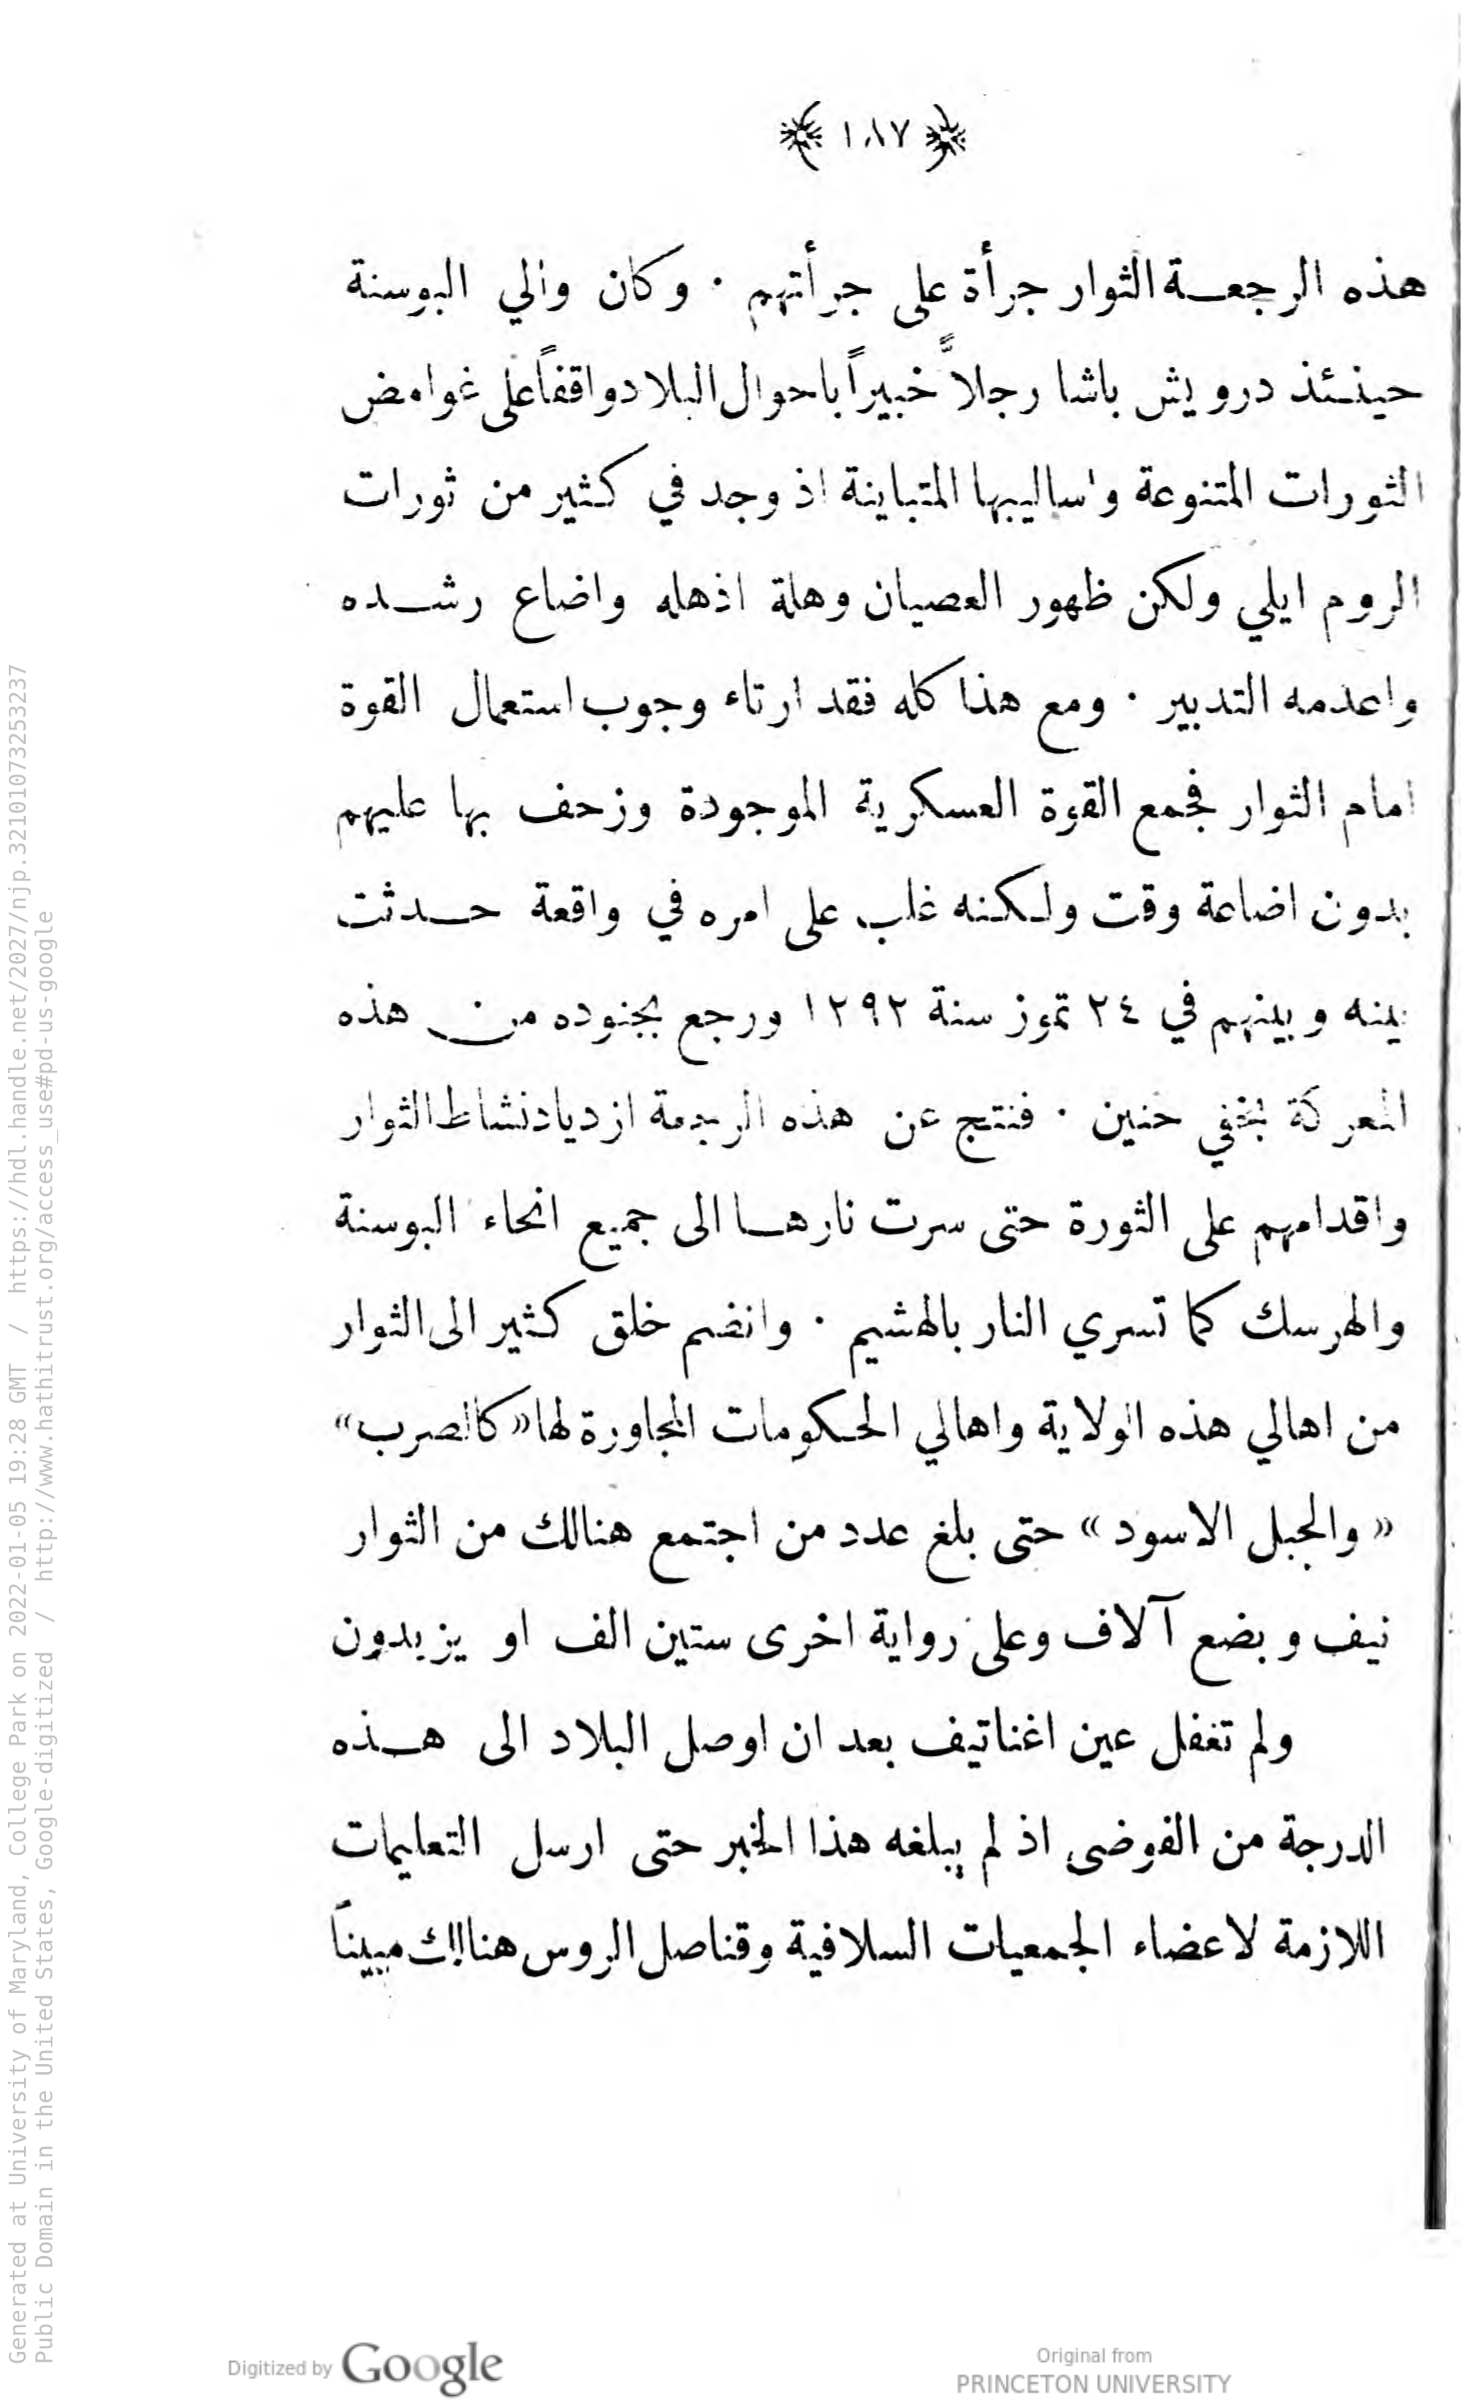 ﴿ ١٨٧ ﴾
هذه الرجعـة الثوار جرأة على جرأتهم . وكان والي البوسنة
حينئذ درويش باشا رجلاً خبيراً باحوال البلاد واقفاً على غوامض
الثورات المتنوعة واساليبها المتباينة اذ وجد في كثير من ثورات
الروم ايلي ولكن ظهور العصيان وهلة اذهله واضاع رشـده
واعدمه التدبير . ومع هذا كله فقد ارتاء وجوب استعمال القوة
امام الثوار فجمع القوة العسكرية الموجودة وزحف بها عليهم
بدون اضاعة وقت ولكنه غلب على امره في واقعة حـدثت
بينه وبينهم في ٢٤ تموز سنة ١٢٩٢ ورجع بجنوده من هذه
المعركة بخفي حنين . فنتج عن هذه ازدياد نشاط الثوار
واقدامهم على الثورة حتى سرت نارهـا الى جميع انحاء البوسنة
والهرسك كما تسري النار بالهشيم . وانضم خلق كثير الى الثوار
من اهالي هذه الولاية واهالي الحكومات المجاورة لها «كالصرب»
« والجبل الاسود » حتى بلغ عدد من اجتمع هنالك من الثوار
نيف وبضع آلاف وعلى رواية اخرى ستين الف او يزيدون
ولم تغفل عين اغناتيف بعد ان اوصل البلاد الى هـذه
الدرجة من الفوضى اذ لم يبلغه هذا الخبر حتى ارسل التعليمات
اللازمة لاعضاء الجمعيات السلافية وقناصل الروس هنالك مبيناً
Digitized by Google
Original from
PRINCETON UNIVERSITY
Generated at University of Maryland, College Park on 2022-01-05 19:28 GMT / https://hdl.handle.net/2027/njp.32101073253237
Public Domain in the United States, Google-digitized / http://www.hathitrust.org/access_use#pd-us-google